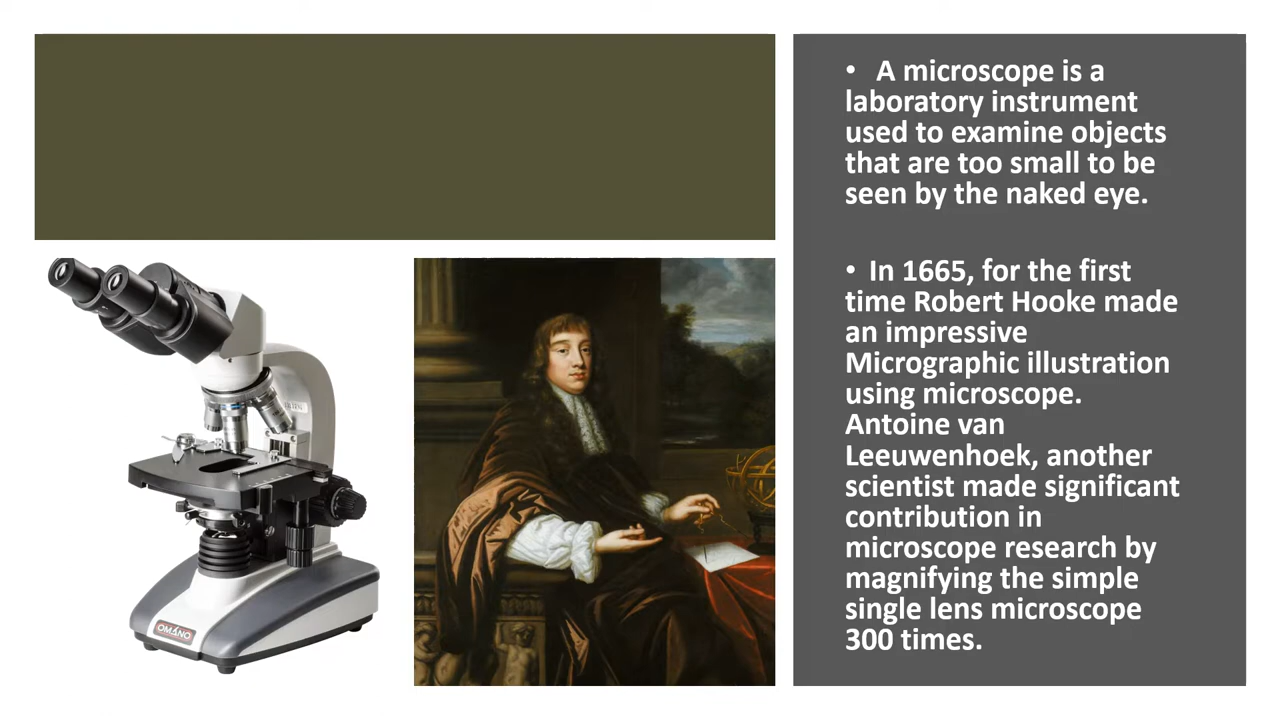 • A microscope is a
laboratory instrument
used to examine objects
that are too small to be
seen by the naked eye.
• In 1665, for the first
time Robert Hooke made
an impressive
Micrographic illustration
using microscope.
Antoine van
Leeuwenhoek, another
scientist made significant
contribution in
microscope research by
magnifying the simple
single lens microscope
300 times.
OMANO